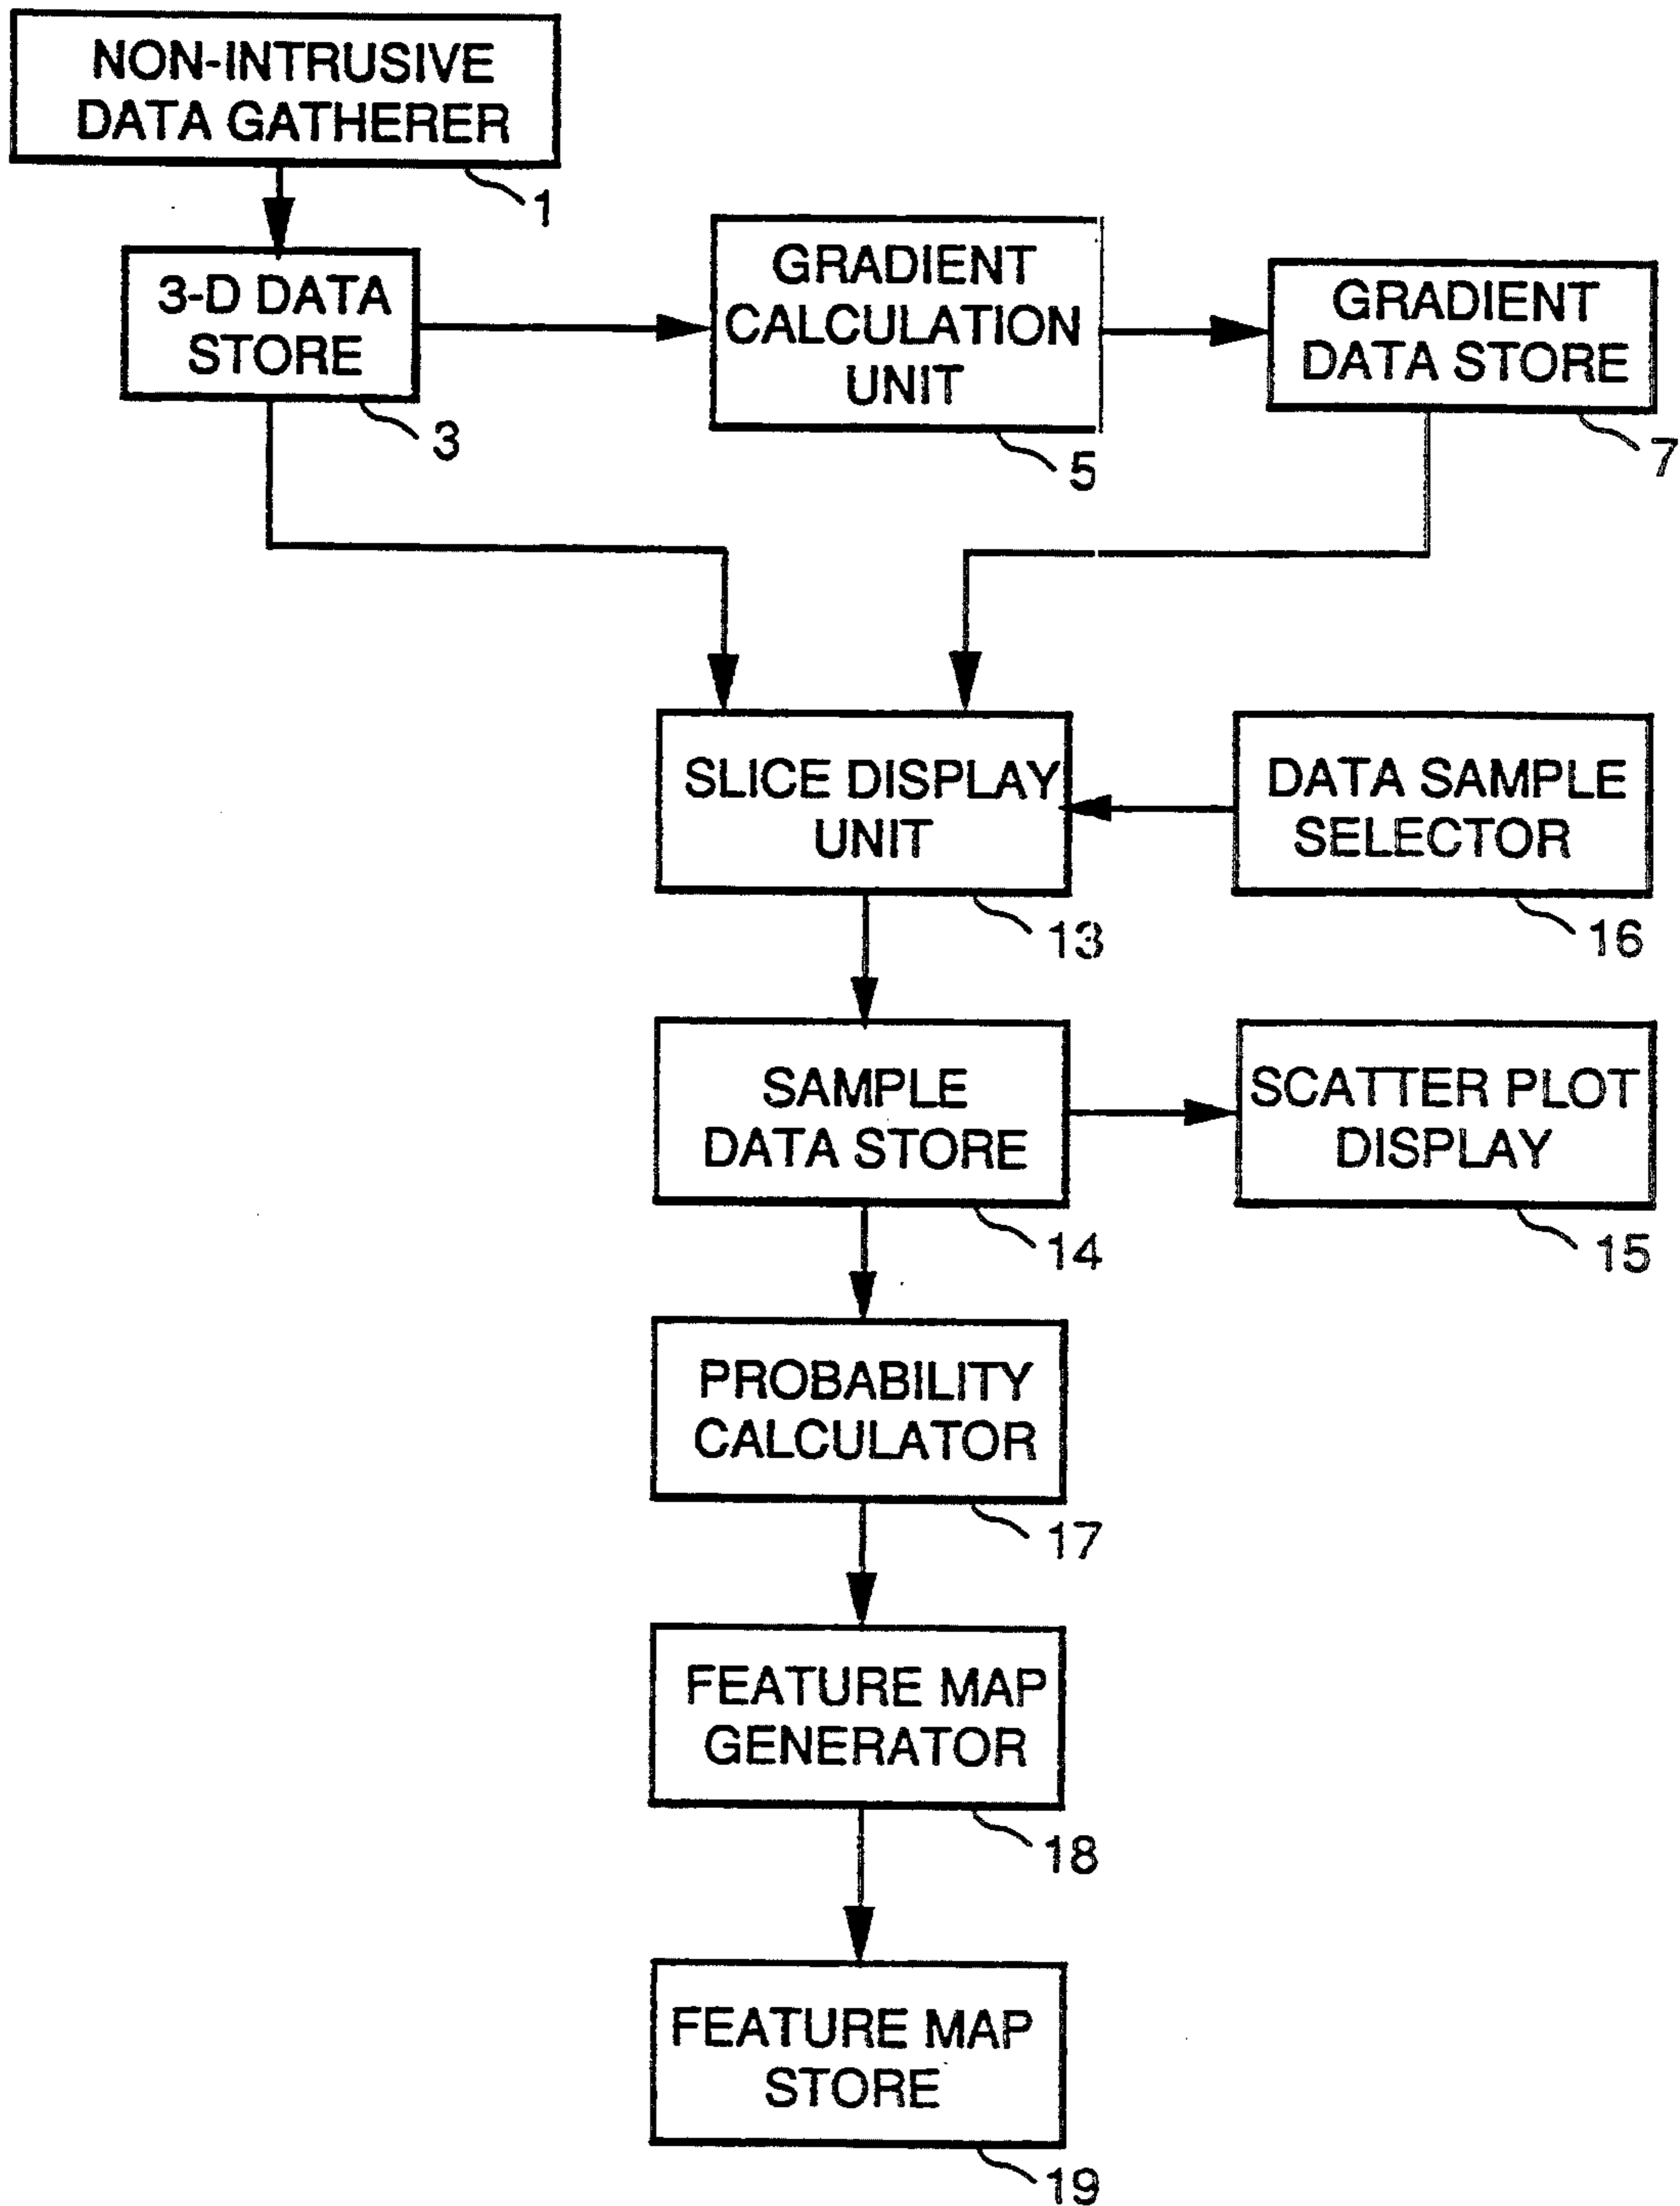 NON-INTRUSIVE
DATA GATHERER
1
3-D DATA
STORE
3
GRADIENT
CALCULATION
UNIT
5
GRADIENT
DATA STORE
7
SLICE DISPLAY
UNIT
13
DATA SAMPLE
SELECTOR
16
SAMPLE
DATA STORE
14
SCATTER PLOT
DISPLAY
15
PROBABILITY
CALCULATOR
17
FEATURE MAP
GENERATOR
18
FEATURE MAP
STORE
19